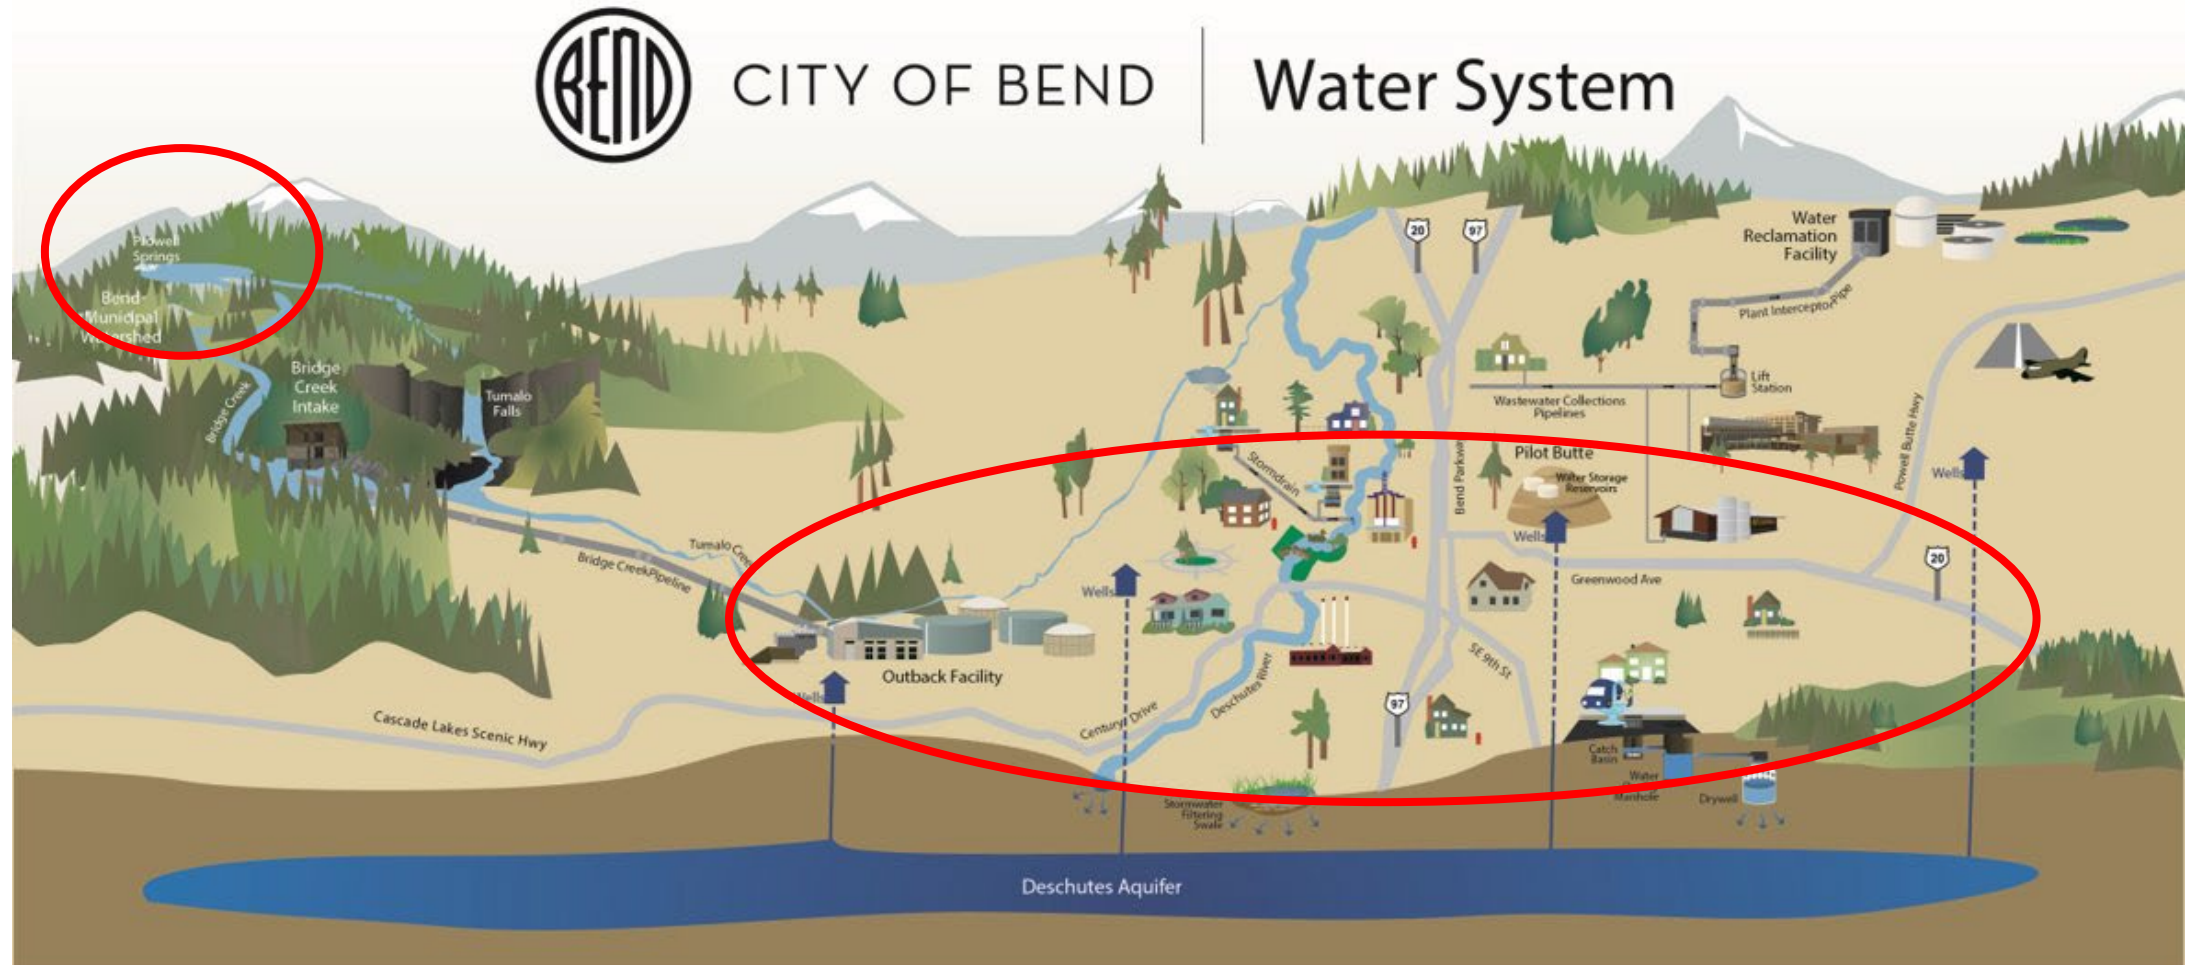 BEND
CITY OF BEND
Water System
Springs
Bend
Municipal
Watershed
Bridge Creek
Bridge
Creek
Intake
Tumalo
Falls
Tumalo Creek
Bridge Creek Pipeline
Outback Facility
Wells
Cascade Lakes Scenic Hwy
Century Drive
Deschutes River
Wells
Stormdrain
20
97
Bend Parkway
Water
Reclamation
Facility
Plant Interceptor Pipe
Lift
Station
Wastewater Collections
Pipelines
Pilot Butte
Water Storage
Reservoirs
Wells
Powell Butte Hwy
Wells
20
Greenwood Ave
SE 9th St
97
Catch
Basin
Water
Manhole
Drywell
Stormwater
Filtering
Swale
Deschutes Aquifer